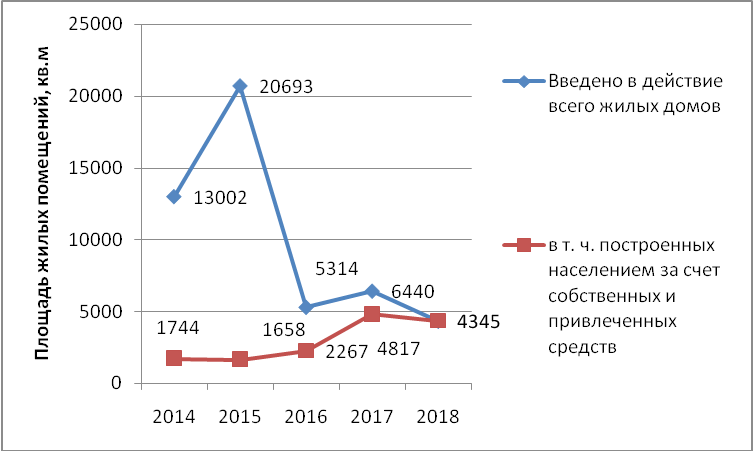 Площадь жилых помещений, кв.м
25000
20000
15000
10000
5000
0
13002
20693
5314
6440
4345
1744
1658
2267
4817
4345
2014
2015
2016
2017
2018
Введено в действие
всего жилых домов
в т. ч. построенных
населением за счет
собственных и
привлеченных
средств